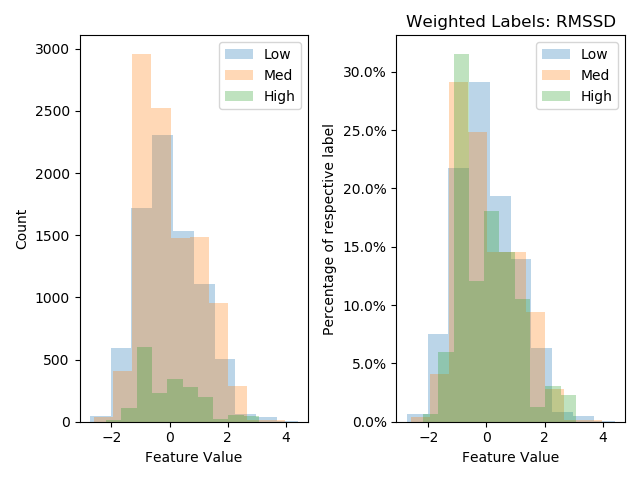 Weighted Labels: RMSSD
Count
3000
2500
2000
1500
1000
500
0
Low
Med
High
−2
0
2
4
Feature Value
Percentage of respective label
30.0%
25.0%
20.0%
15.0%
10.0%
5.0%
0.0%
Low
Med
High
−2
0
2
4
Feature Value